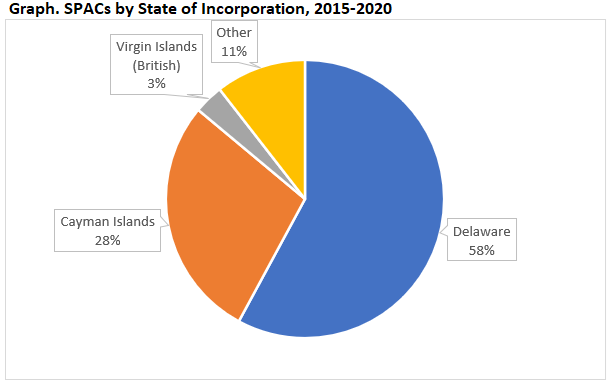 Graph. SPACs by State of Incorporation, 2015-2020
Other
11%
Virgin Islands
(British)
3%
Cayman Islands
28%
Delaware
58%